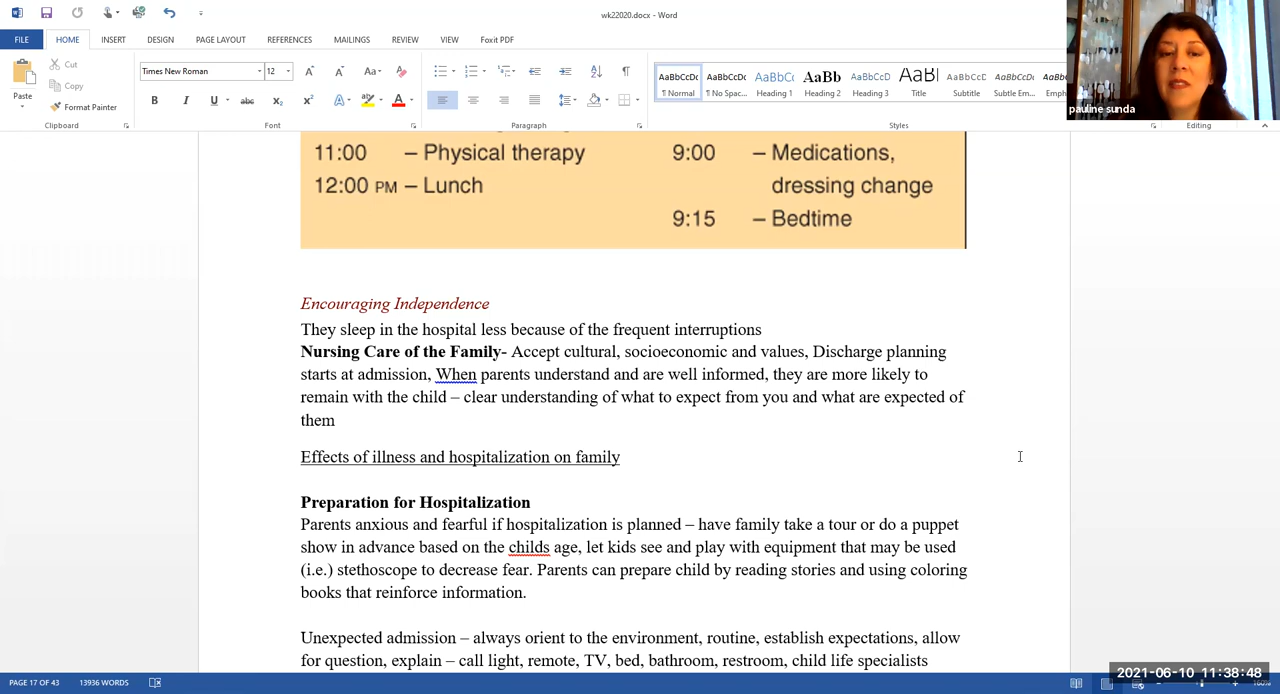 wk22020.docx - Word
FILE HOME INSERT DESIGN PAGE LAYOUT REFERENCES MAILINGS REVIEW VIEW Foxit PDF
Paste
Cut
Copy
Format Painter
Clipboard
Times New Roman 12
Font
Paragraph
AaBbCcDc AaBbCcDc AaBbCc AaBbCc AaBbCcD AaBb AaBbCcD AaBbCcDc
¶ Normal ¶ No Spac... Heading 1 Heading 2 Heading 3 Title Subtitle Subtle Em...
Styles
Editing
pauline sunda
11:00 – Physical therapy
12:00 PM – Lunch
9:00 – Medications,
dressing change
9:15 – Bedtime
Encouraging Independence
They sleep in the hospital less because of the frequent interruptions
Nursing Care of the Family- Accept cultural, socioeconomic and values, Discharge planning
starts at admission, When parents understand and are well informed, they are more likely to
remain with the child – clear understanding of what to expect from you and what are expected of
them
Effects of illness and hospitalization on family
Preparation for Hospitalization
Parents anxious and fearful if hospitalization is planned – have family take a tour or do a puppet
show in advance based on the childs age, let kids see and play with equipment that may be used
(i.e.) stethoscope to decrease fear. Parents can prepare child by reading stories and using coloring
books that reinforce information.
Unexpected admission – always orient to the environment, routine, establish expectations, allow
for question, explain – call light, remote, TV, bed, bathroom, restroom, child life specialists
PAGE 17 OF 43 13936 WORDS
2021-06-10 11:38:48